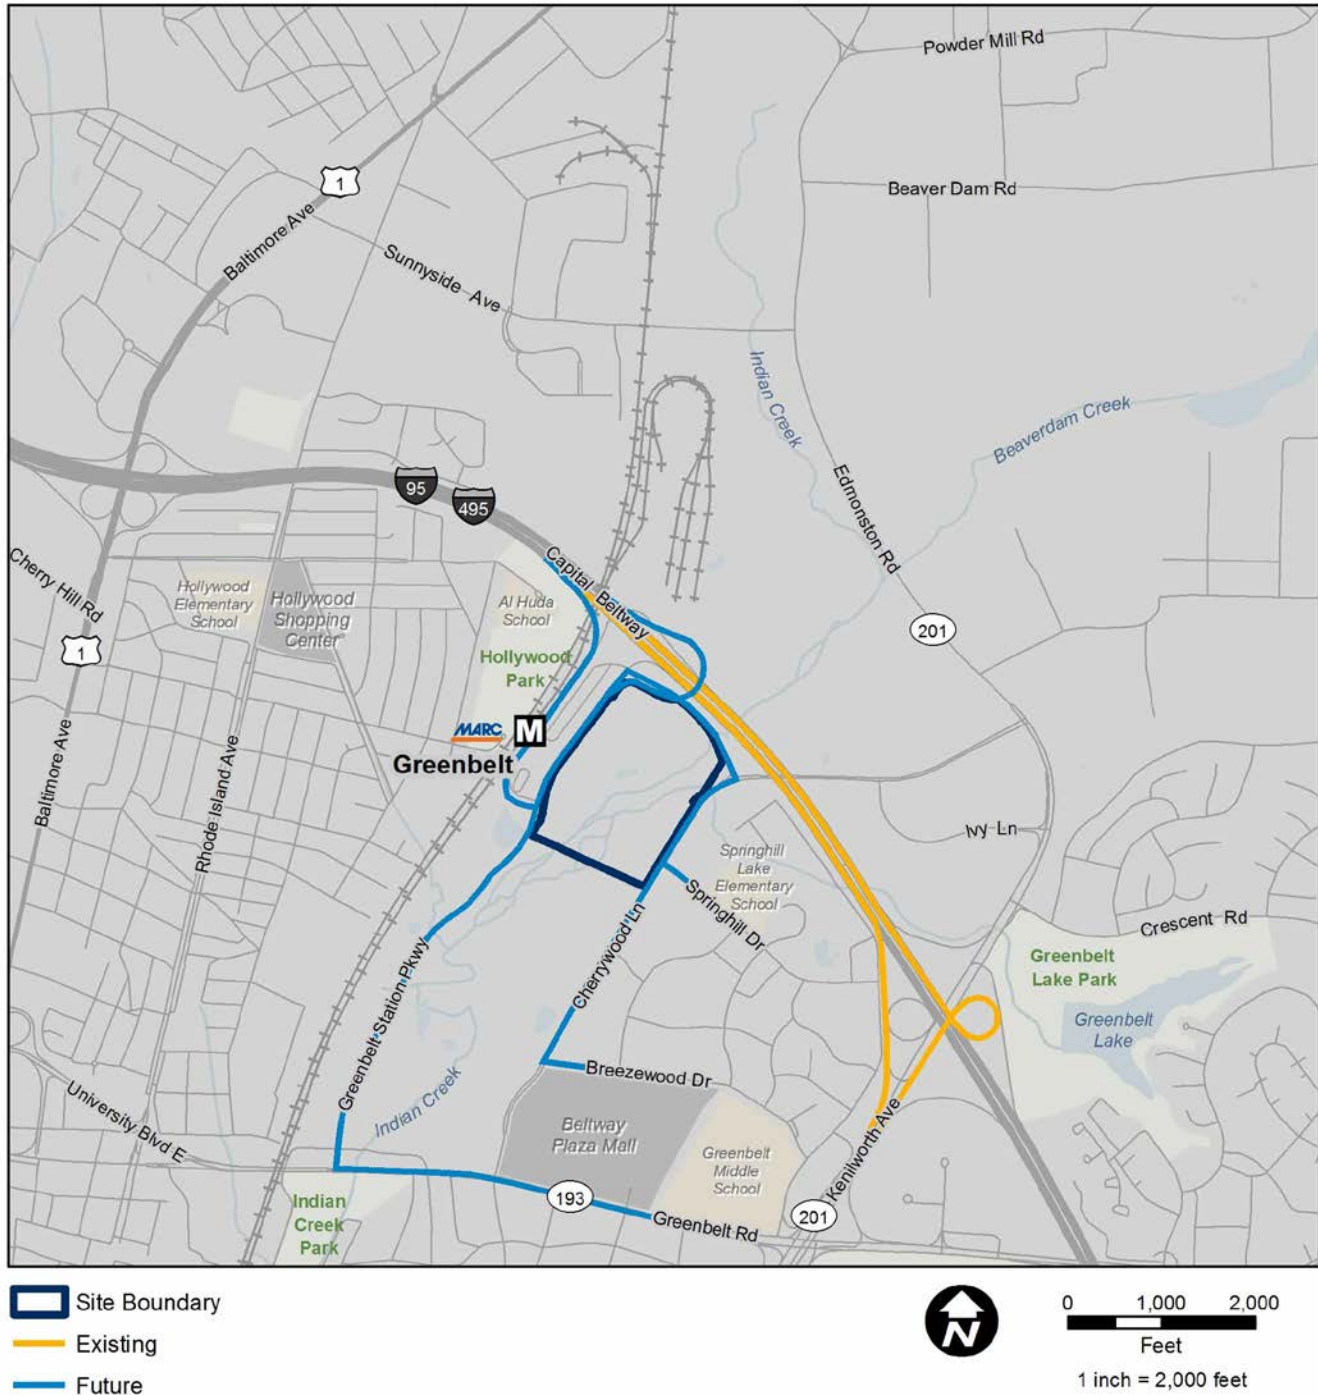 Powder Mill Rd
1
Beaver Dam Rd
Baltimore Ave
Sunnyside Ave
Indian Creek
Beaverdam Creek
95
495
Edmonston Rd
Cherry Hill Rd
Capital Beltway
Hollywood
Elementary
School
Hollywood
Shopping
Center
Al Huda
School
201
1
Hollywood
Park
MARC
M
Greenbelt
Baltimore Ave
Rhode Island Ave
Ivy Ln
Springhill
Lake
Elementary
School
Springhill Dr
Crescent Rd
Cherrywood Ln
Greenbelt
Lake Park
Greenbelt
Lake
Greenbelt Station Pkwy
Breezewood Dr
Indian Creek
University Blvd E
Beltway
Plaza Mall
Kenilworth Ave
Greenbelt
Middle
School
193
Indian
Creek
Park
201
Greenbelt Rd
Site Boundary
Existing
Future
N
0 1,000 2,000
Feet
1 inch = 2,000 feet